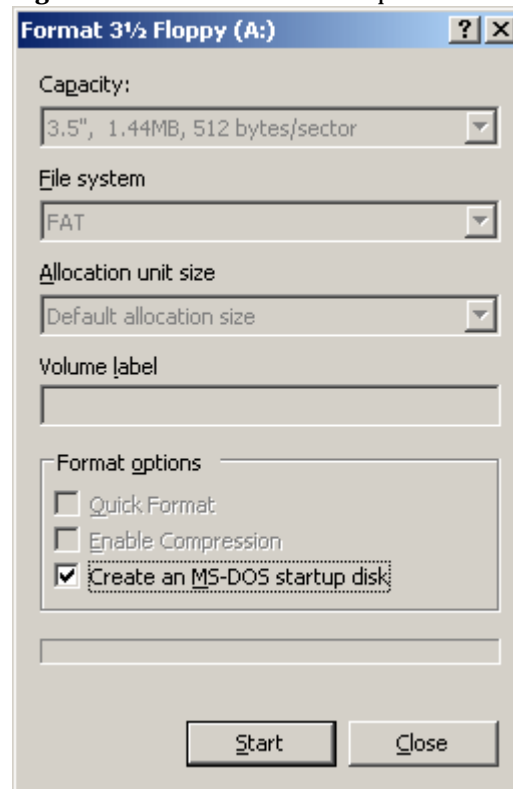 Format 3½ Floppy (A:)
Capacity:
3.5", 1.44MB, 512 bytes/sector
File system
FAT
Allocation unit size
Default allocation size
Volume label
Format options
Quick Format
Enable Compression
Create an MS-DOS startup disk
Start Close